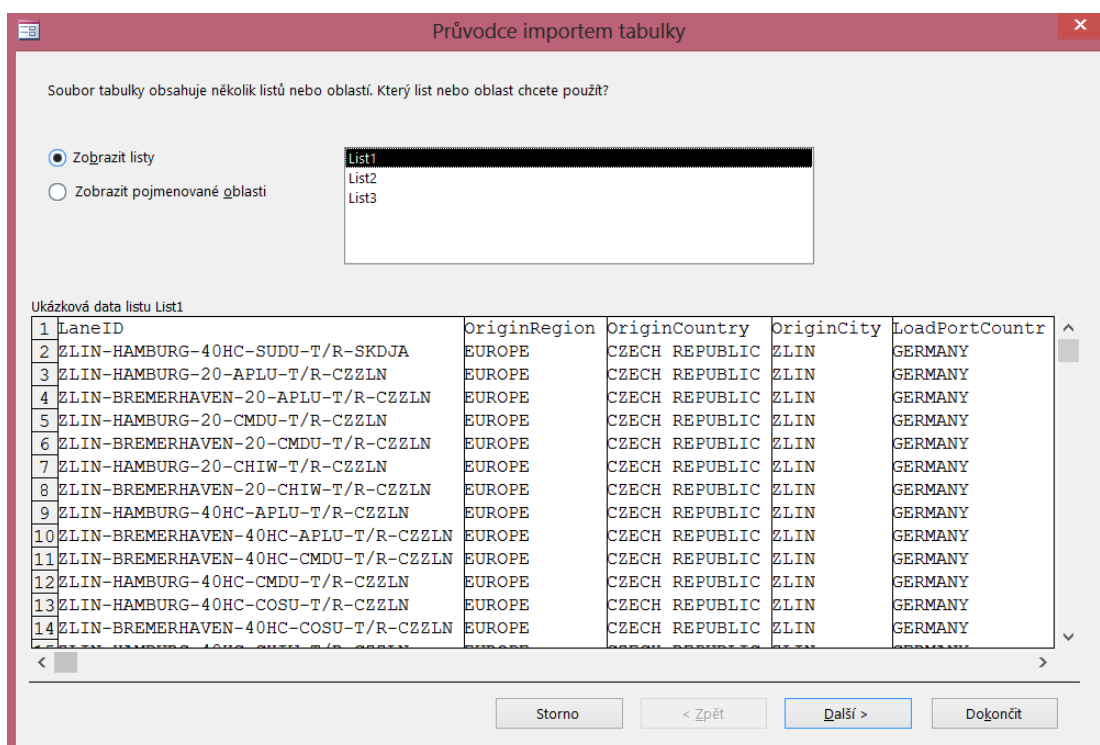 Průvodce importem tabulky
Soubor tabulky obsahuje několik listů nebo oblastí. Který list nebo oblast chcete použít?
Zobrazit listy
Zobrazit pojmenované oblasti
List1
List2
List3
Ukázková data listu List1
1 LaneID OriginRegion OriginCountry OriginCity LoadPortCountr
2 ZLIN-HAMBURG-40HC-SUDU-T/R-SKDJA EUROPE CZECH REPUBLIC ZLIN GERMANY
3 ZLIN-HAMBURG-20-APLU-T/R-CZZLN EUROPE CZECH REPUBLIC ZLIN GERMANY
4 ZLIN-BREMERHAVEN-20-APLU-T/R-CZZLN EUROPE CZECH REPUBLIC ZLIN GERMANY
5 ZLIN-HAMBURG-20-CMDU-T/R-CZZLN EUROPE CZECH REPUBLIC ZLIN GERMANY
6 ZLIN-BREMERHAVEN-20-CMDU-T/R-CZZLN EUROPE CZECH REPUBLIC ZLIN GERMANY
7 ZLIN-HAMBURG-20-CHIW-T/R-CZZLN EUROPE CZECH REPUBLIC ZLIN GERMANY
8 ZLIN-BREMERHAVEN-20-CHIW-T/R-CZZLN EUROPE CZECH REPUBLIC ZLIN GERMANY
9 ZLIN-HAMBURG-40HC-APLU-T/R-CZZLN EUROPE CZECH REPUBLIC ZLIN GERMANY
10 ZLIN-BREMERHAVEN-40HC-APLU-T/R-CZZLN EUROPE CZECH REPUBLIC ZLIN GERMANY
11 ZLIN-BREMERHAVEN-40HC-CMDU-T/R-CZZLN EUROPE CZECH REPUBLIC ZLIN GERMANY
12 ZLIN-HAMBURG-40HC-CMDU-T/R-CZZLN EUROPE CZECH REPUBLIC ZLIN GERMANY
13 ZLIN-HAMBURG-40HC-COSU-T/R-CZZLN EUROPE CZECH REPUBLIC ZLIN GERMANY
14 ZLIN-BREMERHAVEN-40HC-COSU-T/R-CZZLN EUROPE CZECH REPUBLIC ZLIN GERMANY
Storno < Zpět Další > Dokončit